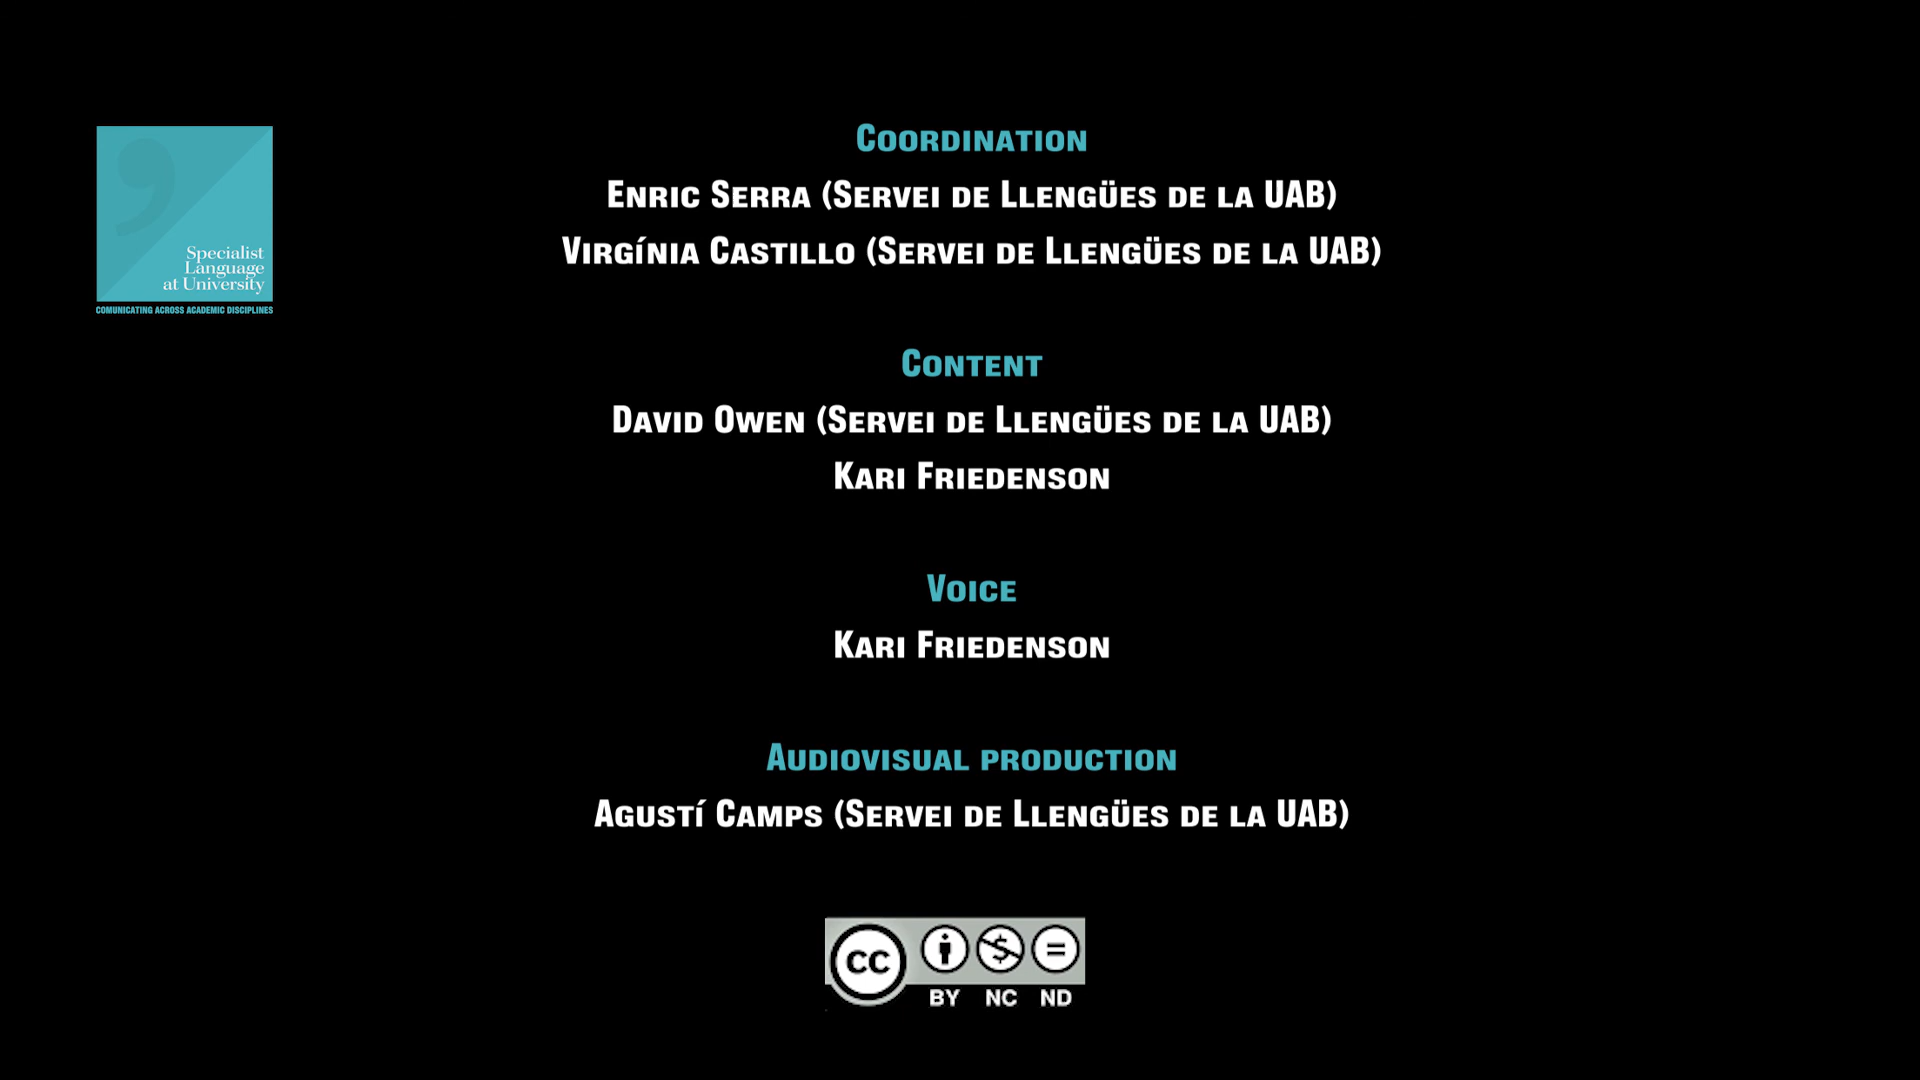 Specialist
Language
at University
COMUNICATING ACROSS ACADEMIC DISCIPLINES
Coordination
Enric Serra (Servei de Llengües de la UAB)
Virgínia Castillo (Servei de Llengües de la UAB)
Content
David Owen (Servei de Llengües de la UAB)
Kari Friedenson
Voice
Kari Friedenson
Audiovisual production
Agustí Camps (Servei de Llengües de la UAB)
CC
BY NC ND